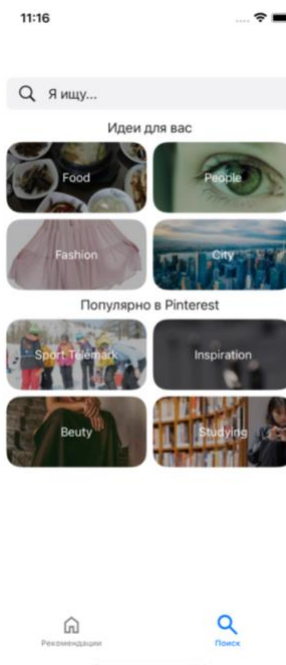 11:16
Я ищу...
Идеи для вас
Food
People
Fashion
City
Популярно в Pinterest
Sport Telemark
Inspiration
Beuty
Studying
Рекомендации
Поиск